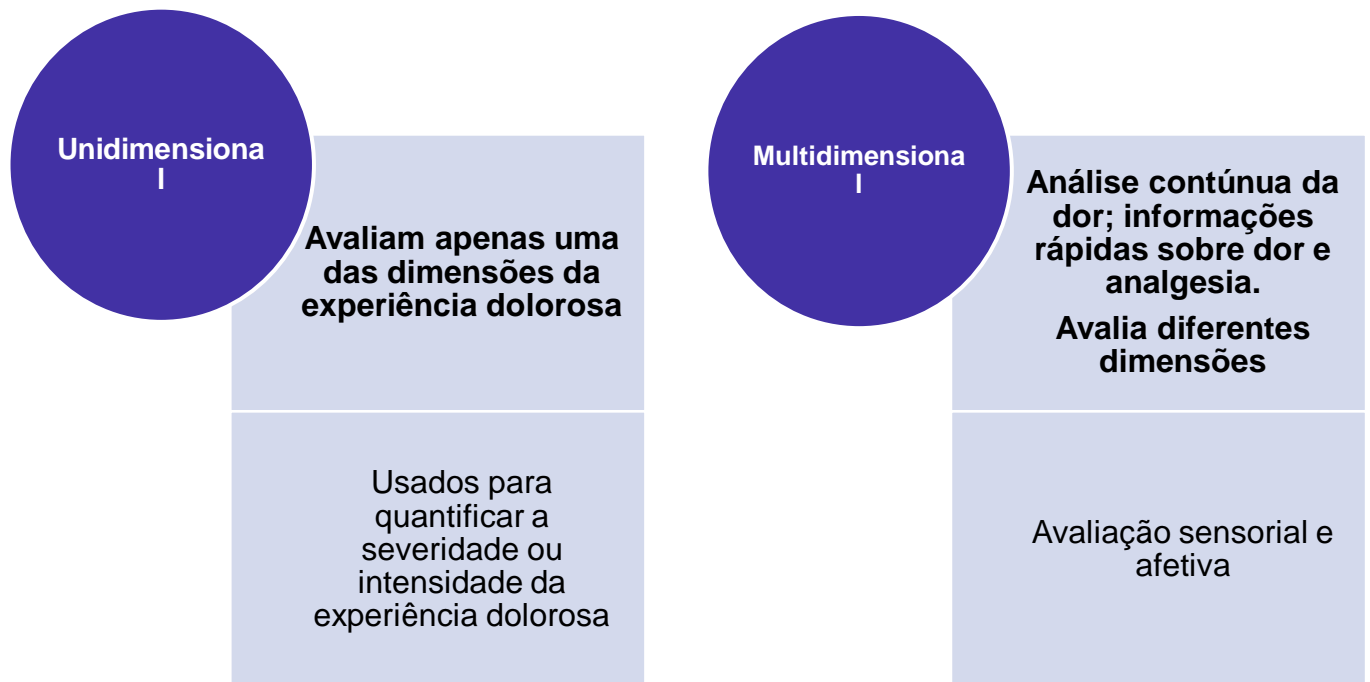 Unidimensiona
l
Avaliam apenas uma
das dimensões da
experiência dolorosa
Usados para
quantificar a
severidade ou
intensidade da
experiência dolorosa
Multidimensiona
l
Análise contúnua da
dor; informações
rápidas sobre dor e
analgesia.
Avalia diferentes
dimensões
Avaliação sensorial e
afetiva